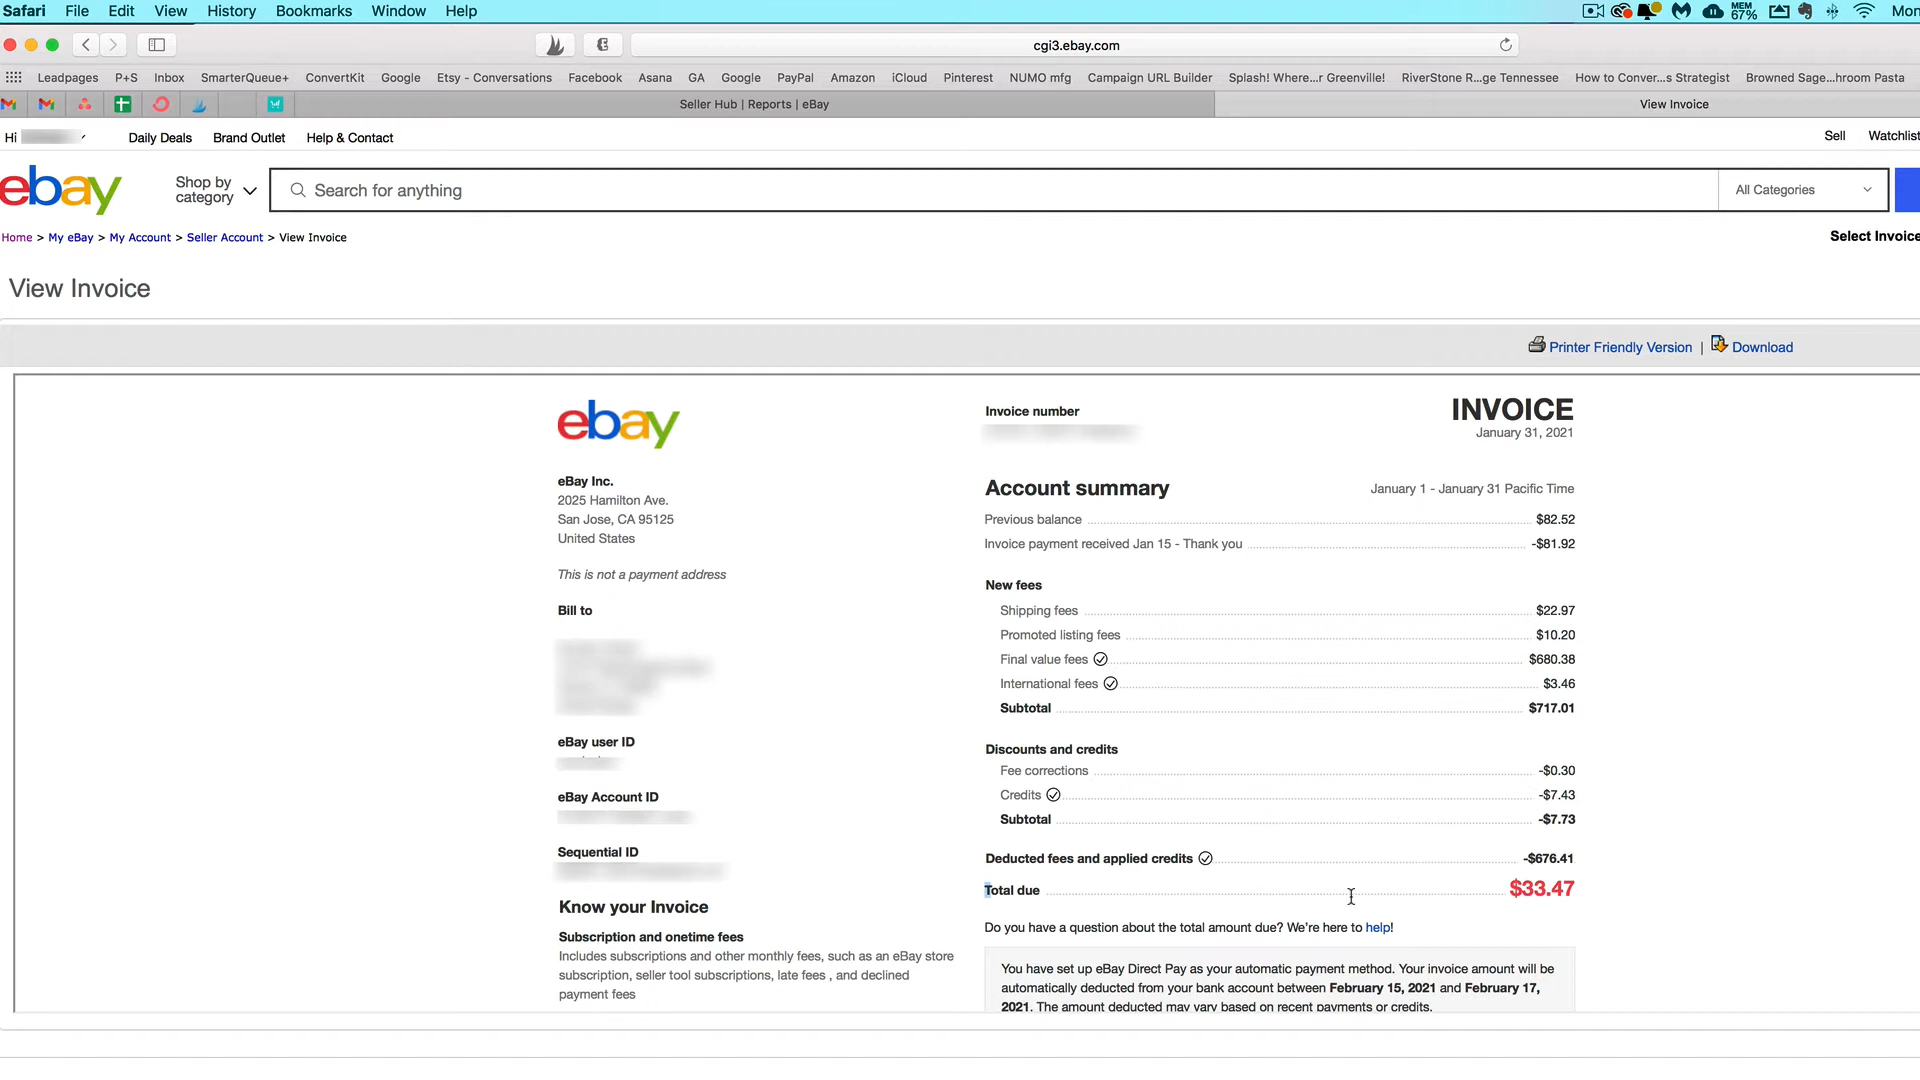 Safari File Edit View History Bookmarks Window Help MEM 67% Mon
cgi3.ebay.com
Leadpages P+S Inbox SmarterQueue+ ConvertKit Google Etsy - Conversations Facebook Asana GA Google PayPal Amazon iCloud Pinterest NUMO mfg Campaign URL Builder Splash! Where...r Greenville! RiverStone R...ge Tennessee How to Conver...s Strategist Browned Sage...hroom Pasta
Seller Hub | Reports | eBay View Invoice
Hi Daily Deals Brand Outlet Help & Contact Sell Watchlist
ebay Shop by category Search for anything All Categories
Home > My eBay > My Account > Seller Account > View Invoice Select Invoice
View Invoice
Printer Friendly Version | Download
ebay
eBay Inc.
2025 Hamilton Ave.
San Jose, CA 95125
United States
This is not a payment address
Bill to
eBay user ID
eBay Account ID
Sequential ID
Know your Invoice
Subscription and onetime fees
Includes subscriptions and other monthly fees, such as an eBay store
subscription, seller tool subscriptions, late fees , and declined
payment fees
Invoice number
INVOICE
January 31, 2021
Account summary January 1 - January 31 Pacific Time
Previous balance $82.52
Invoice payment received Jan 15 - Thank you -$81.92
New fees
Shipping fees $22.97
Promoted listing fees $10.20
Final value fees $680.38
International fees $3.46
Subtotal $717.01
Discounts and credits
Fee corrections -$0.30
Credits -$7.43
Subtotal -$7.73
Deducted fees and applied credits -$676.41
Total due $33.47
Do you have a question about the total amount due? We're here to help!
You have set up eBay Direct Pay as your automatic payment method. Your invoice amount will be
automatically deducted from your bank account between February 15, 2021 and February 17,
2021. The amount deducted may vary based on recent payments or credits.